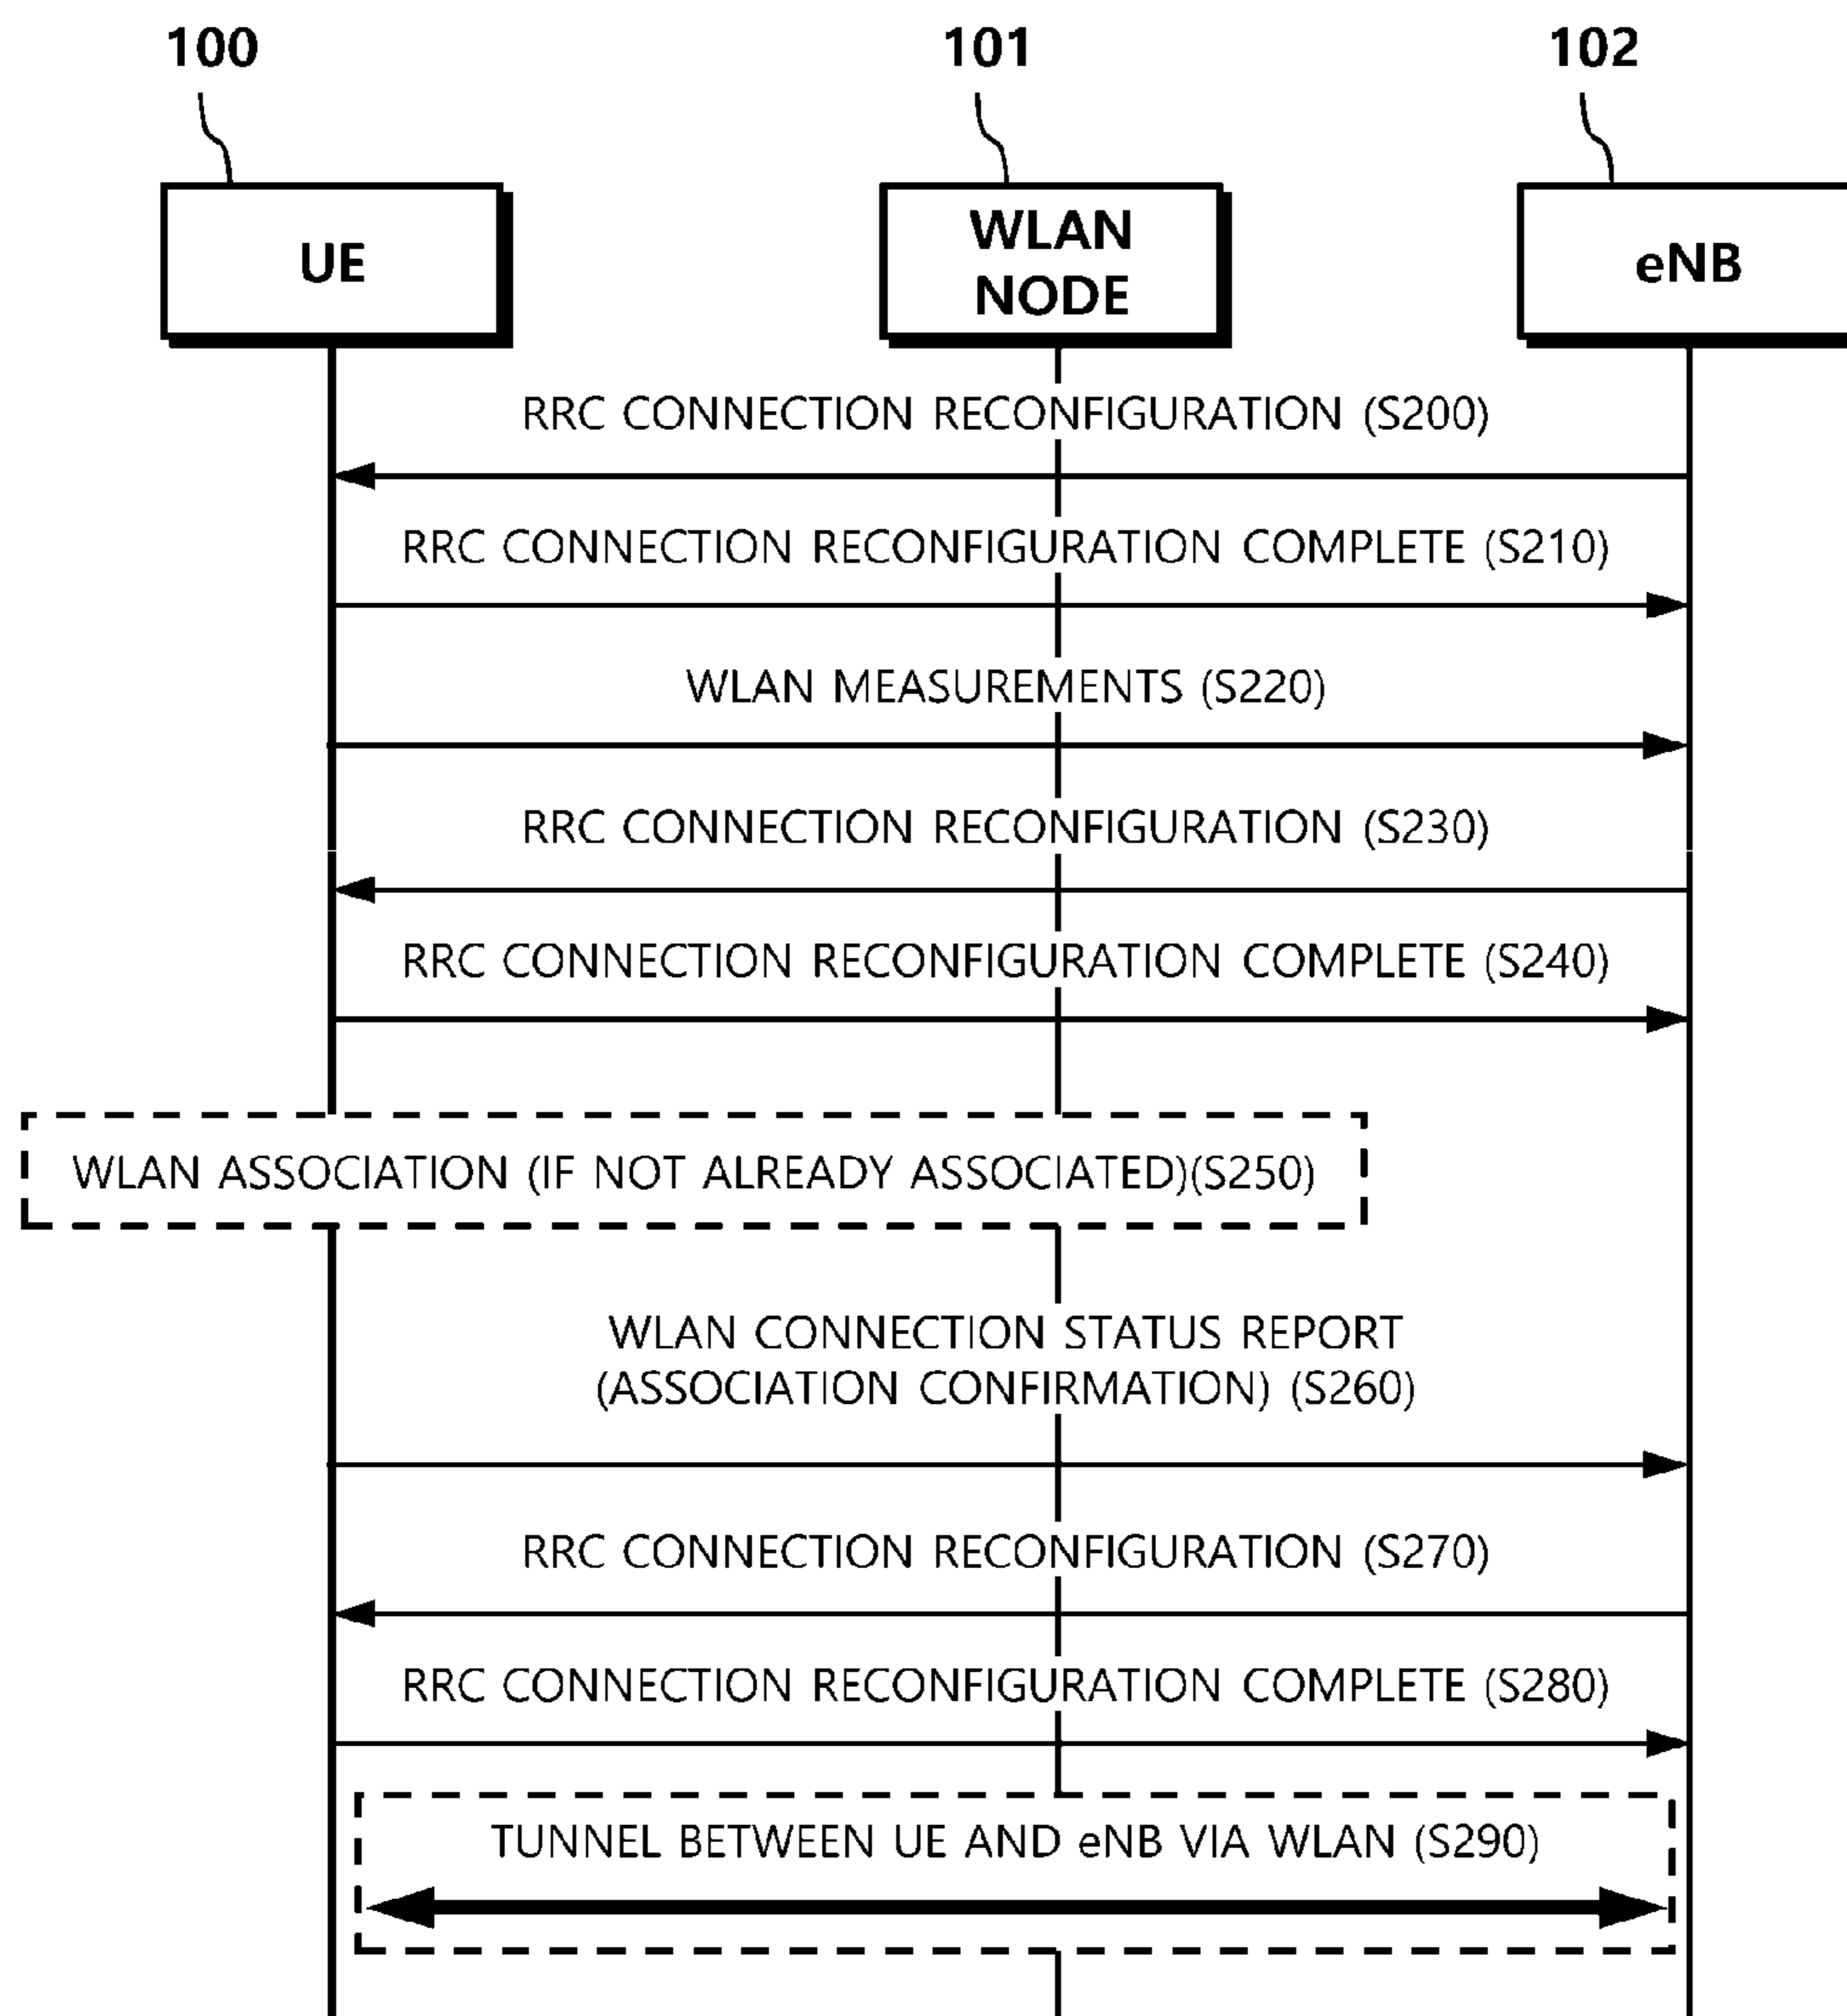 100
101
102
UE
WLAN
NODE
eNB
RRC CONNECTION RECONFIGURATION (S200)
RRC CONNECTION RECONFIGURATION COMPLETE (S210)
WLAN MEASUREMENTS (S220)
RRC CONNECTION RECONFIGURATION (S230)
RRC CONNECTION RECONFIGURATION COMPLETE (S240)
WLAN ASSOCIATION (IF NOT ALREADY ASSOCIATED)(S250)
WLAN CONNECTION STATUS REPORT
(ASSOCIATION CONFIRMATION) (S260)
RRC CONNECTION RECONFIGURATION (S270)
RRC CONNECTION RECONFIGURATION COMPLETE (S280)
TUNNEL BETWEEN UE AND eNB VIA WLAN (S290)